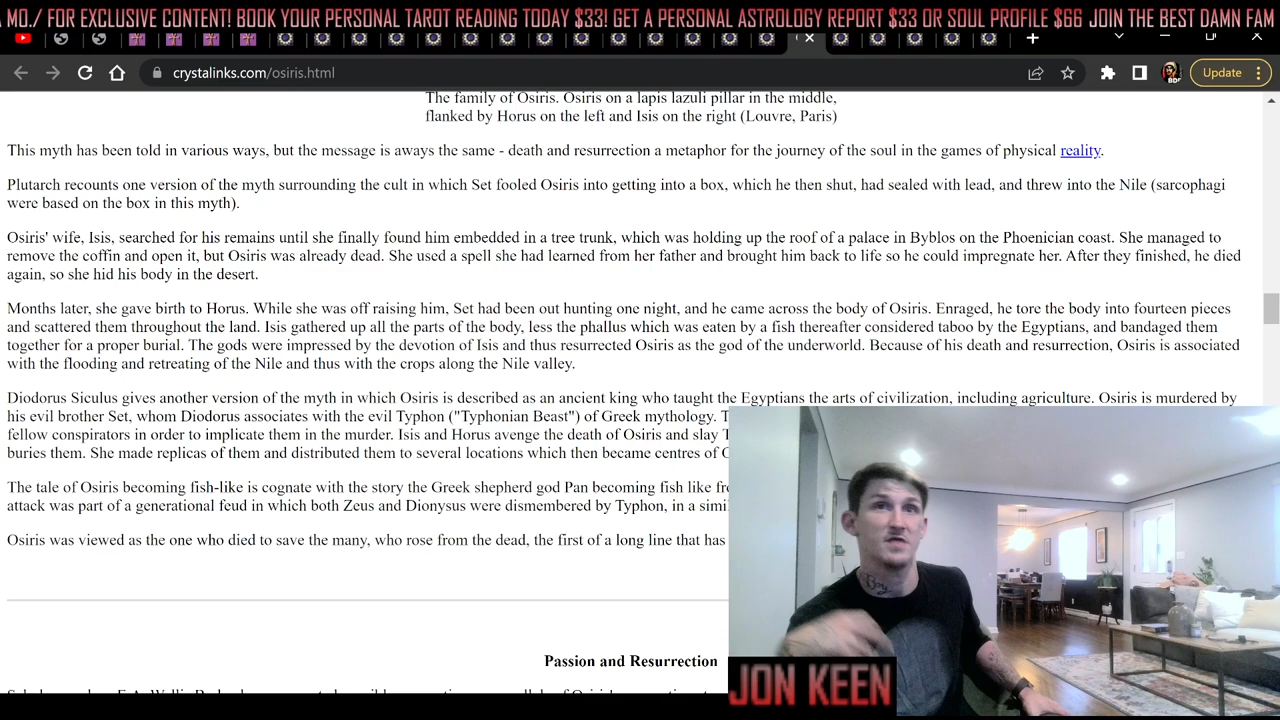 A MO./ FOR EXCLUSIVE CONTENT! BOOK YOUR PERSONAL TAROT READING TODAY $33! GET A PERSONAL ASTROLOGY REPORT $33 OR SOUL PROFILE $66 JOIN THE BEST DAMN FAM
crystalinks.com/osiris.html
Update
The family of Osiris. Osiris on a lapis lazuli pillar in the middle,
flanked by Horus on the left and Isis on the right (Louvre, Paris)
This myth has been told in various ways, but the message is aways the same - death and resurrection a metaphor for the journey of the soul in the games of physical reality.
Plutarch recounts one version of the myth surrounding the cult in which Set fooled Osiris into getting into a box, which he then shut, had sealed with lead, and threw into the Nile (sarcophagi
were based on the box in this myth).
Osiris' wife, Isis, searched for his remains until she finally found him embedded in a tree trunk, which was holding up the roof of a palace in Byblos on the Phoenician coast. She managed to
remove the coffin and open it, but Osiris was already dead. She used a spell she had learned from her father and brought him back to life so he could impregnate her. After they finished, he died
again, so she hid his body in the desert.
Months later, she gave birth to Horus. While she was off raising him, Set had been out hunting one night, and he came across the body of Osiris. Enraged, he tore the body into fourteen pieces
and scattered them throughout the land. Isis gathered up all the parts of the body, less the phallus which was eaten by a fish thereafter considered taboo by the Egyptians, and bandaged them
together for a proper burial. The gods were impressed by the devotion of Isis and thus resurrected Osiris as the god of the underworld. Because of his death and resurrection, Osiris is associated
with the flooding and retreating of the Nile and thus with the crops along the Nile valley.
Diodorus Siculus gives another version of the myth in which Osiris is described as an ancient king who taught the Egyptians the arts of civilization, including agriculture. Osiris is murdered by
his evil brother Set, whom Diodorus associates with the evil Typhon ("Typhonian Beast") of Greek mythology.
fellow conspirators in order to implicate them in the murder. Isis and Horus avenge the death of Osiris and slay
buries them. She made replicas of them and distributed them to several locations which then became centres of
The tale of Osiris becoming fish-like is cognate with the story the Greek shepherd god Pan becoming fish like
attack was part of a generational feud in which both Zeus and Dionysus were dismembered by Typhon, in a
Osiris was viewed as the one who died to save the many, who rose from the dead, the first of a long line that has
Passion and Resurrection
JON KEEN